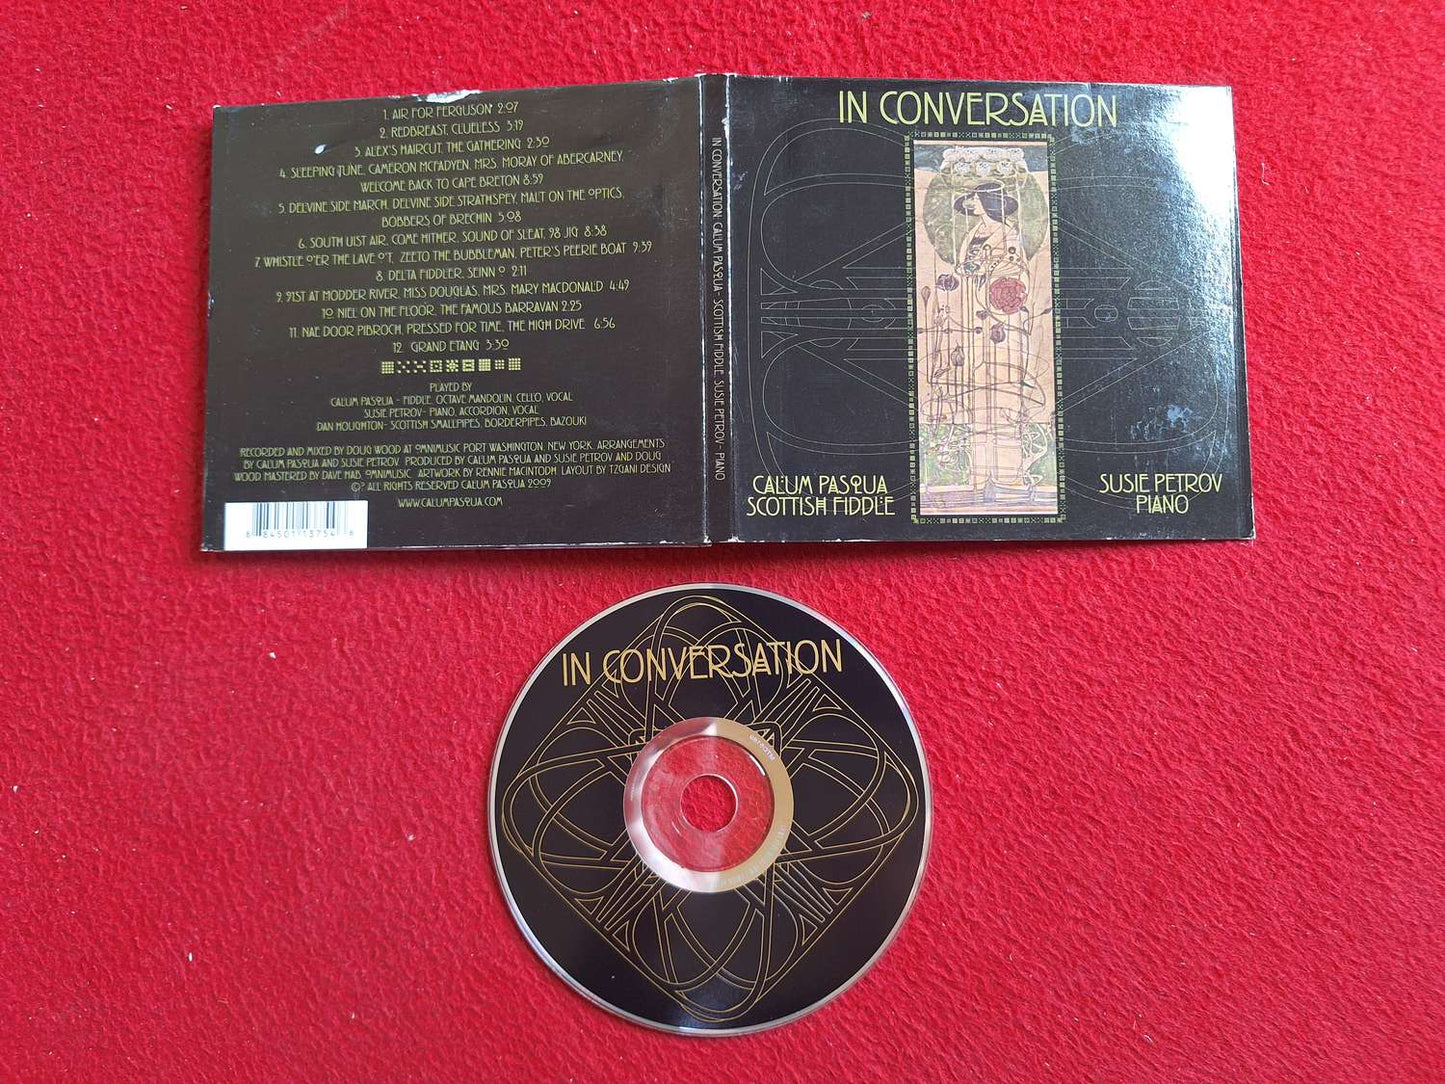 1. AIR FOR FERGUSON 2:07
2. REDBREAST, CLUELESS 3:19
3. ALEX'S HAIRCUT, THE GATHERING 2:30
4. SLEEPING TUNE, CAMERON MCFADYEN, MRS. MORAY OF ABERCARNEY,
WELCOME BACK TO CAPE BRETON 8:59
5. DELVINE SIDE MARCH, DELVINE SIDE STRATHSPEY, MALT ON THE OPTICS,
BOBBERS OF BRECHIN 5:08
6. SOUTH UIST AIR, COME HITHER, SOUND OF SLEAT, 98 JIG 8:38
7. WHISTLE O'ER THE LAVE O'T, ZEETO THE BUBBLEMAN, PETER'S PEERIE BOAT 9:39
8. DELTA FIDDLER, SEINN O 2:11
9. 91ST AT MODDER RIVER, MISS DOUGLAS, MRS. MARY MACDONALD 4:49
10. NIEL ON THE FLOOR, THE FAMOUS BARRAVAN 2:25
11. NAE DOOR PIBROCH, PRESSED FOR TIME, THE HIGH DRIVE 6:56
12. GRAND ETANG 3:30
PLAYED BY
CALUM PASQUA - FIDDLE, OCTAVE MANDOLIN, CELLO, VOCAL
SUSIE PETROV- PIANO, ACCORDION, VOCAL
DAN HOUGHTON- SCOTTISH SMALLPIPES, BORDERPIPES, BAZOUKI
RECORDED AND MIXED BY DOUG WOOD AT OMNIMUSIC PORT WASHINGTON, NEW YORK. ARRANGEMENTS
BY CALUM PASQUA AND SUSIE PETROV PRODUCED BY CALUM PASQUA AND SUSIE PETROV AND DOUG
WOOD. MASTERED BY DAVE HAB, OMNIMUSIC ARTWORK BY RENNIE MACINTOSH LAYOUT BY TZGANI DESIGN
ALL RIGHTS RESERVED CALUM PASQUA 2009
WWW.CALUMPASQUA.COM
8 84501 13754 8
IN CONVERSATION: CALUM PASQUA - SCOTTISH FIDDLE, SUSIE PETROV - PIANO
IN CONVERSATION
CALUM PASQUA
SCOTTISH FIDDLE
SUSIE PETROV
PIANO
IN CONVERSATION